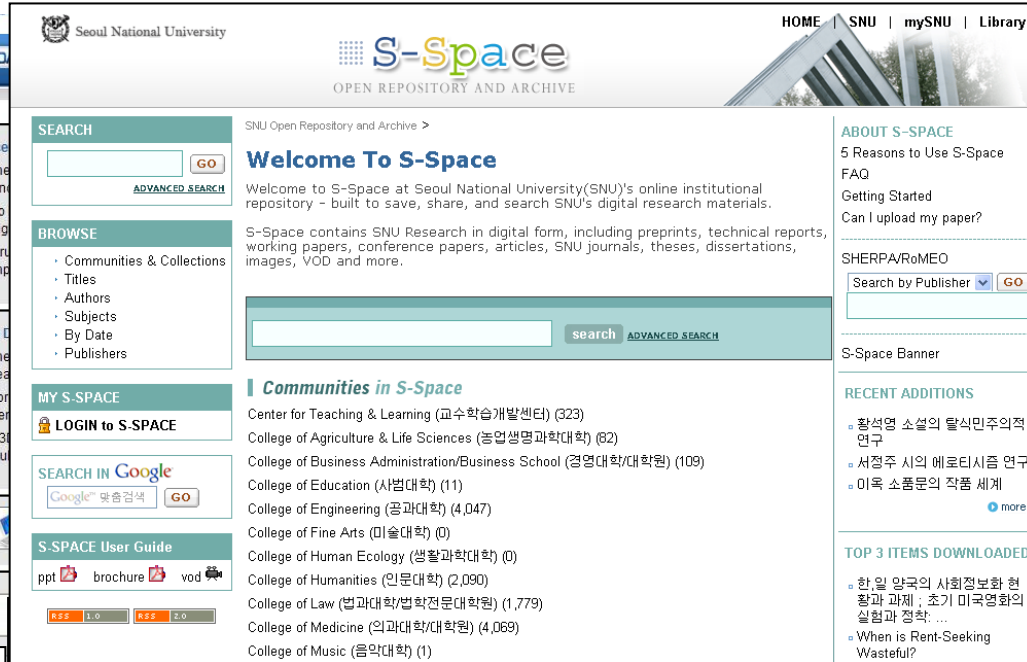 Seoul National University
S-Space
OPEN REPOSITORY AND ARCHIVE
HOME | SNU | mySNU | Library
SEARCH
GO
ADVANCED SEARCH
BROWSE
Communities & Collections
Titles
Authors
Subjects
By Date
Publishers
MY S-SPACE
LOGIN to S-SPACE
SEARCH IN Google
Google™ 맞춤검색 GO
S-SPACE User Guide
ppt brochure vod
RSS 1.0 RSS 2.0
SNU Open Repository and Archive >
Welcome To S-Space
Welcome to S-Space at Seoul National University(SNU)'s online institutional
repository - built to save, share, and search SNU's digital research materials.
S-Space contains SNU Research in digital form, including preprints, technical reports,
working papers, conference papers, articles, SNU journals, theses, dissertations,
images, VOD and more.
search ADVANCED SEARCH
Communities in S-Space
Center for Teaching & Learning (교수학습개발센터) (323)
College of Agriculture & Life Sciences (농업생명과학대학) (82)
College of Business Administration/Business School (경영대학/대학원) (109)
College of Education (사범대학) (11)
College of Engineering (공과대학) (4,047)
College of Fine Arts (미술대학) (0)
College of Human Ecology (생활과학대학) (0)
College of Humanities (인문대학) (2,090)
College of Law (법과대학/법학전문대학원) (1,779)
College of Medicine (의과대학/대학원) (4,069)
College of Music (음악대학) (1)
ABOUT S-SPACE
5 Reasons to Use S-Space
FAQ
Getting Started
Can I upload my paper?
SHERPA/RoMEO
Search by Publisher GO
S-Space Banner
RECENT ADDITIONS
황석영 소설의 탈식민주의적
연구
서정주 시의 에로티시즘 연구
이옥 소품문의 작품 세계
more
TOP 3 ITEMS DOWNLOADED
한,일 양국의 사회정보화 현
황과 과제 ; 초기 미국영화의
실험과 정착: ...
When is Rent-Seeking
Wasteful?